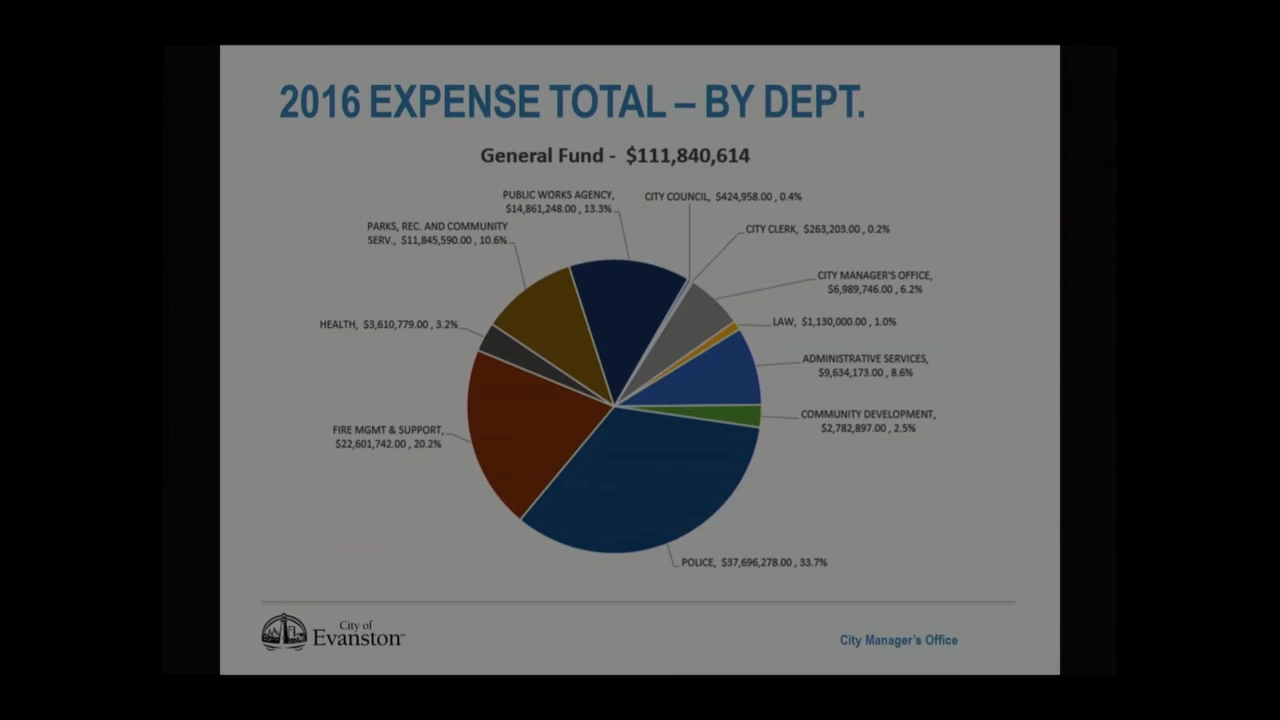 2016 EXPENSE TOTAL – BY DEPT.
General Fund - $111,840,614
PUBLIC WORKS AGENCY,
$14,861,248.00 , 13.3%
CITY COUNCIL, $424,958.00 , 0.4%
PARKS, REC. AND COMMUNITY
SERV., $11,845,590.00 , 10.6%
CITY CLERK, $263,203.00 , 0.2%
CITY MANAGER'S OFFICE,
$6,989,746.00 , 6.2%
HEALTH, $3,610,779.00 , 3.2%
LAW, $1,130,000.00 , 1.0%
ADMINISTRATIVE SERVICES,
$9,634,173.00 , 8.6%
COMMUNITY DEVELOPMENT,
$2,782,897.00 , 2.5%
FIRE MGMT & SUPPORT,
$22,601,742.00 , 20.2%
POLICE, $37,696,278.00 , 33.7%
City of
Evanston™
City Manager's Office